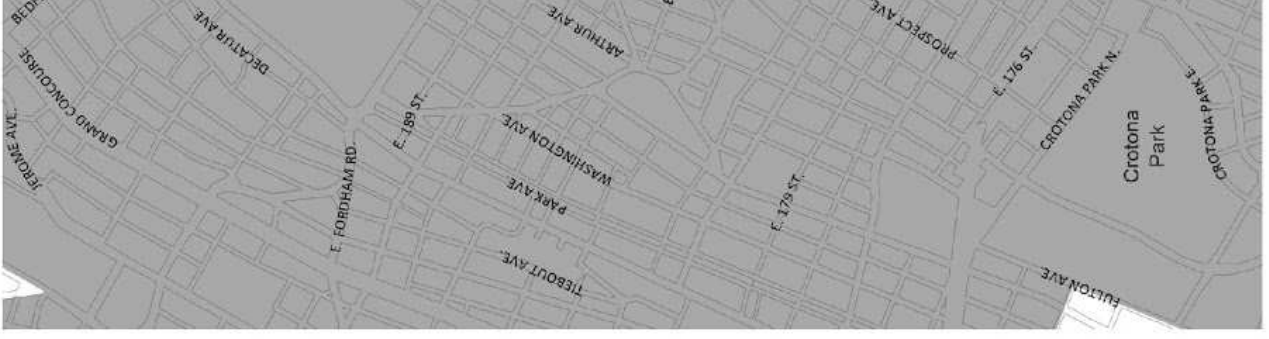 BED
DECATUR AVE.
GRAND CONCOURSE
JEROME AVE.
E. FORDHAM RD.
E. 189 ST.
ARTHUR AVE
WASHINGTON AVE.
PARK AVE
TIEBOUT AVE.
PROSPECT AVE
E. 176 ST.
E. 179 ST.
CROTONA PARK N.
CROTONA PARK E.
Crotona
Park
FULTON AVE